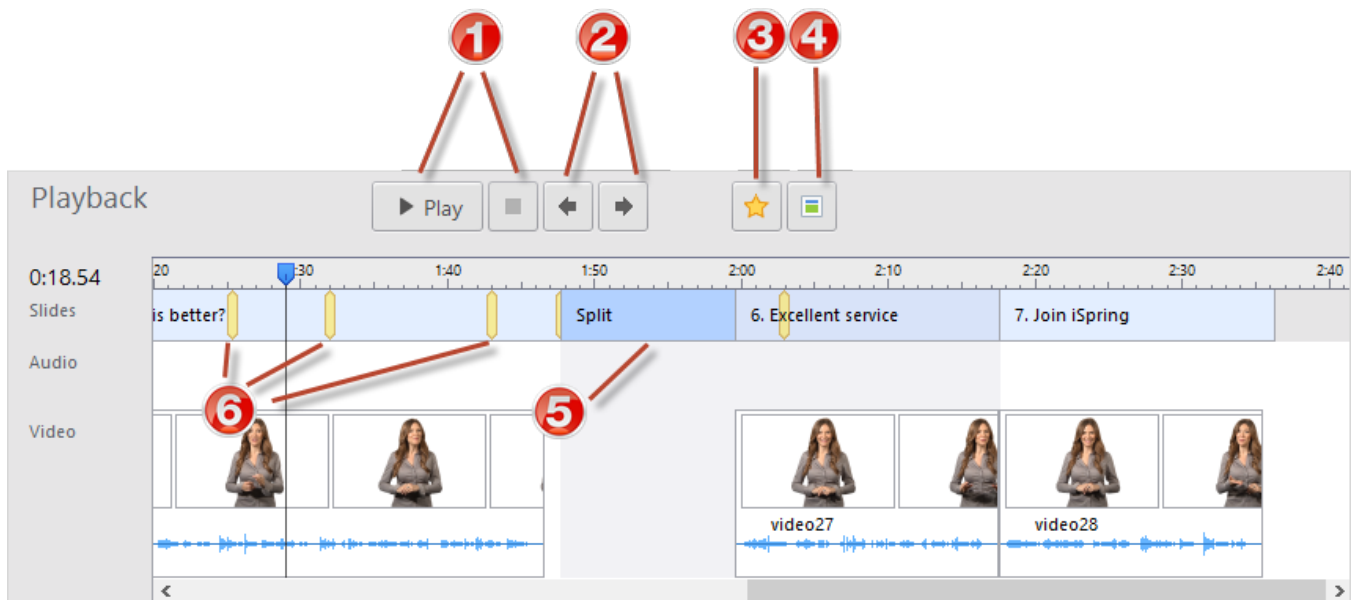 1 2 3 4
Playback
Play
0:18.54
20 :30 1:40 1:50 2:00 2:10 2:20 2:30 2:40
Slides
is better? Split 6. Excellent service 7. Join iSpring
Audio
6 5
Video
video27 video28